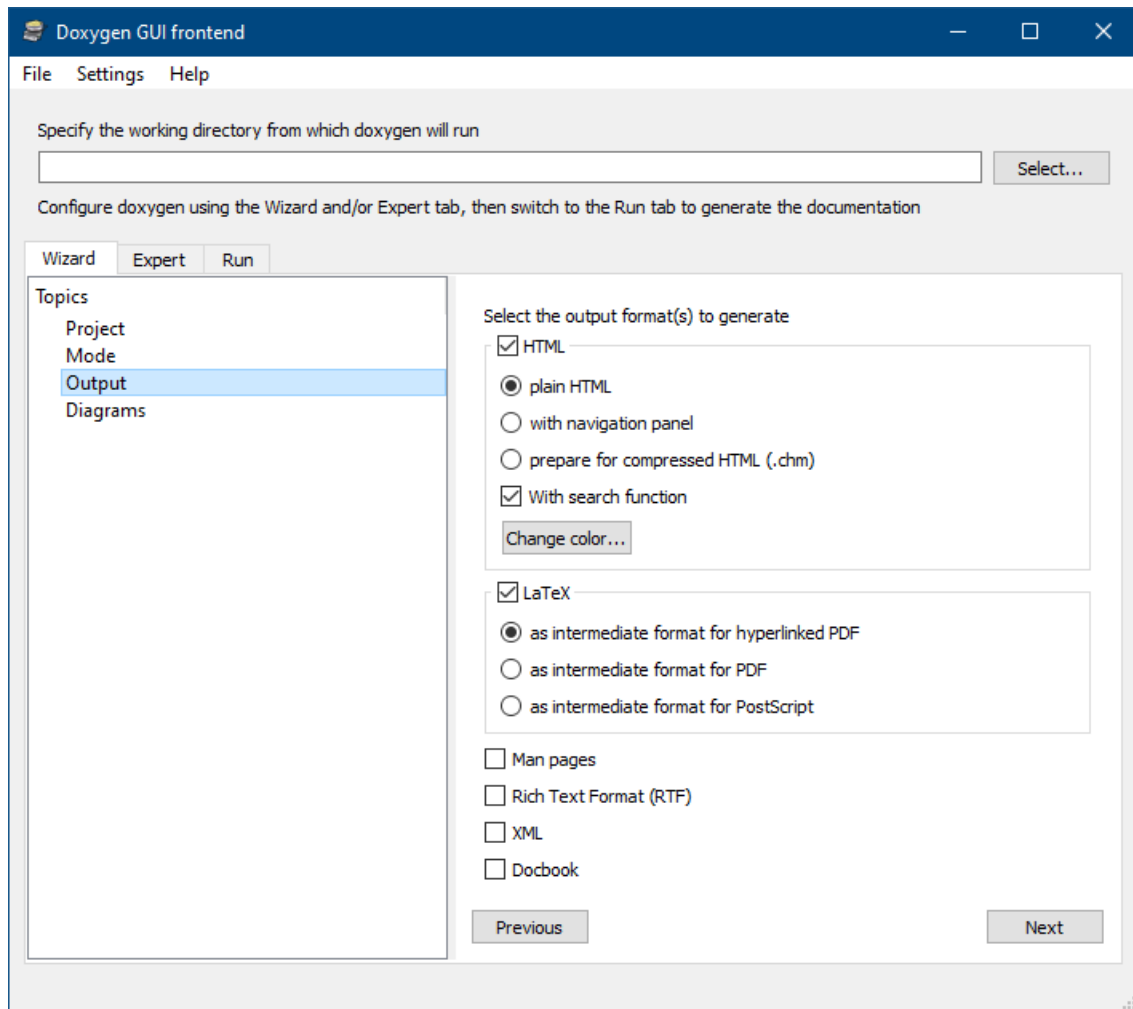 Doxygen GUI frontend
File Settings Help
Specify the working directory from which doxygen will run
Select...
Configure doxygen using the Wizard and/or Expert tab, then switch to the Run tab to generate the documentation
Wizard Expert Run
Topics
Project
Mode
Output
Diagrams
Select the output format(s) to generate
HTML
plain HTML
with navigation panel
prepare for compressed HTML (.chm)
With search function
Change color...
LaTeX
as intermediate format for hyperlinked PDF
as intermediate format for PDF
as intermediate format for PostScript
Man pages
Rich Text Format (RTF)
XML
Docbook
Previous Next